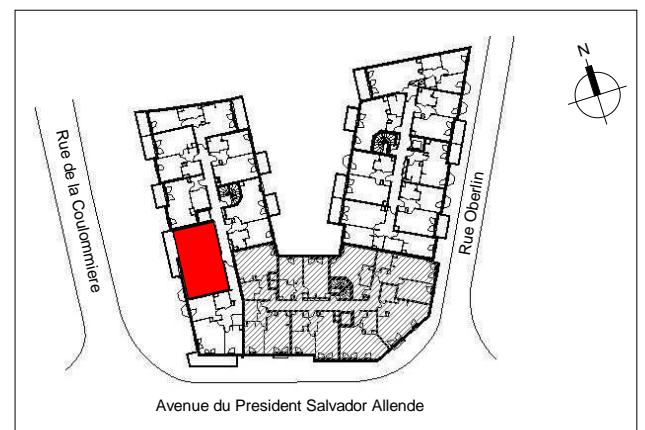 N
Rue de la Coulommiere
Rue Oberlin
Avenue du President Salvador Allende